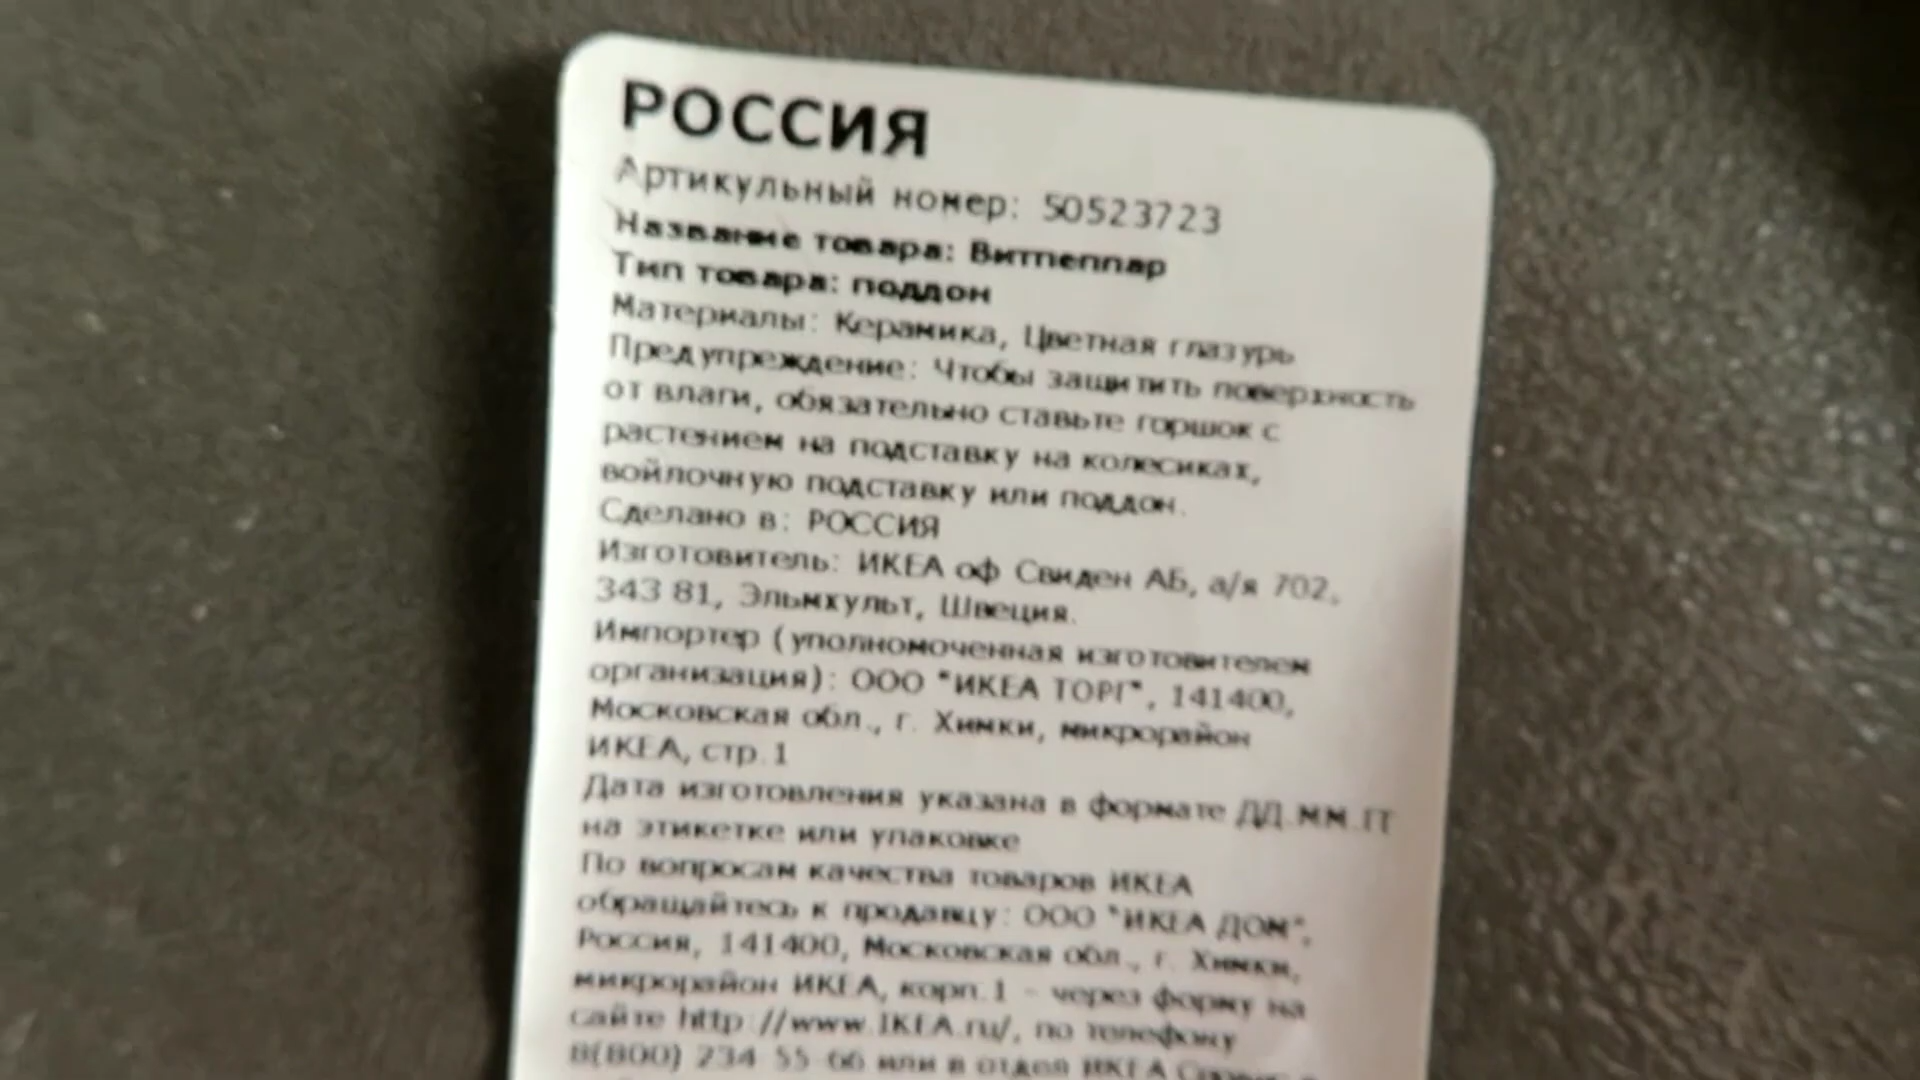 РОССИЯ
Артикульный номер: 50523723
Название товара: Витпеппар
Тип товара: поддон
Материалы: Керамика, Цветная глазурь
Предупреждение: Чтобы защитить поверхность
от влаги, обязательно ставьте горшок с
растением на подставку на колесиках,
войлочную подставку или поддон.
Сделано в: РОССИЯ
Изготовитель: ИКЕА оф Свиден АБ, а/я 702,
343 81, Эльмхульт, Швеция.
Импортер (уполномоченная изготовителем
организация): ООО "ИКЕА ТОРГ", 141400,
Московская обл., г. Химки, микрорайон
ИКЕА, стр.1
Дата изготовления указана в формате ДД.ММ.ГГ
на этикетке или упаковке
По вопросам качества товаров ИКЕА
обращайтесь к продавцу: ООО "ИКЕА ДОМ",
Россия, 141400, Московская обл., г. Химки,
микрорайон ИКЕА, корп.1 - через форму на
сайте http://www.IKEA.ru/, по телефону
8(800) 234 55 66 или в отдел ИКЕА